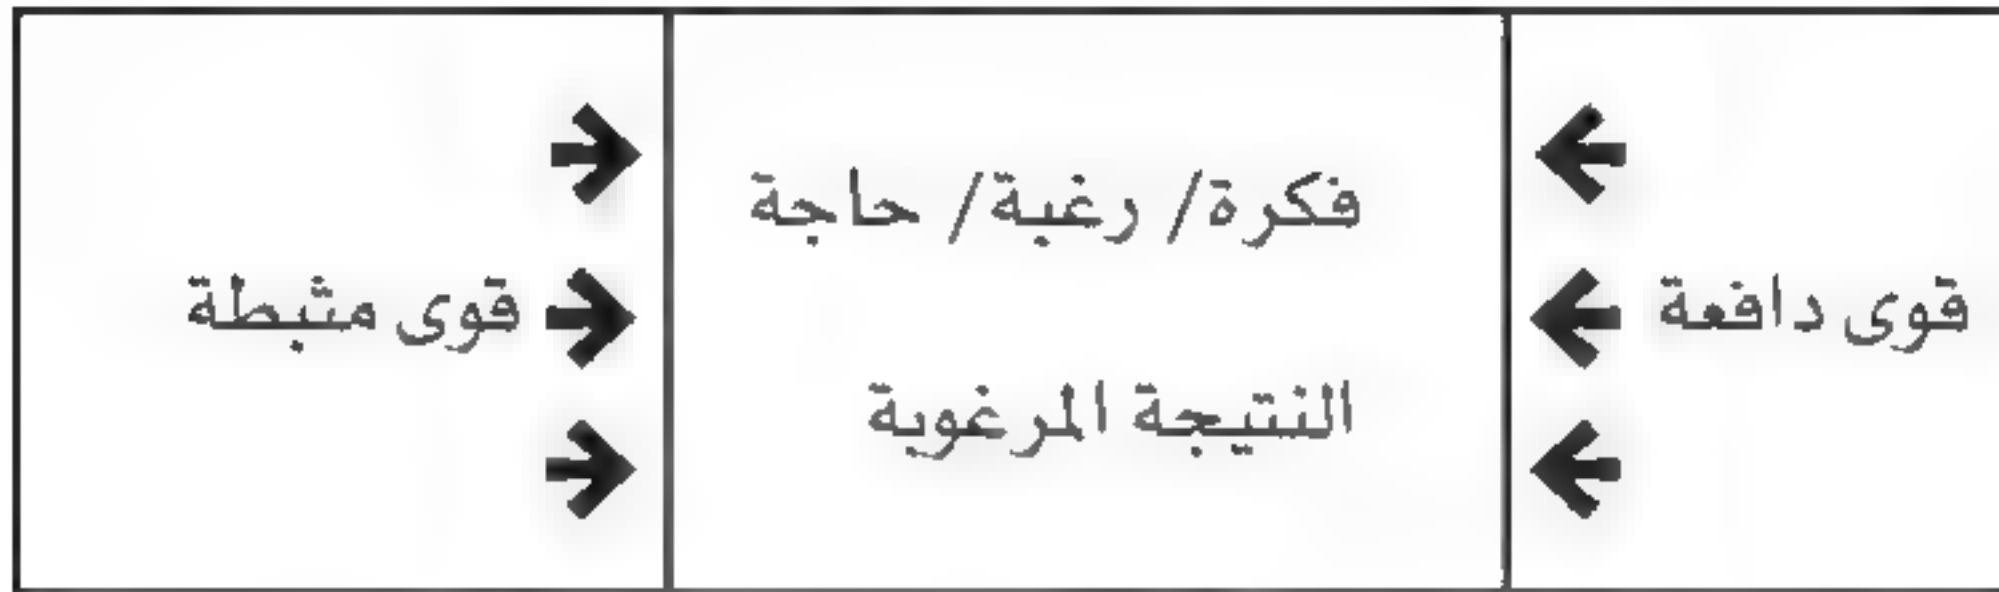 قوى دافعة
فكرة/ رغبة/ حاجة
النتيجة المرغوبة
قوى مثبطة